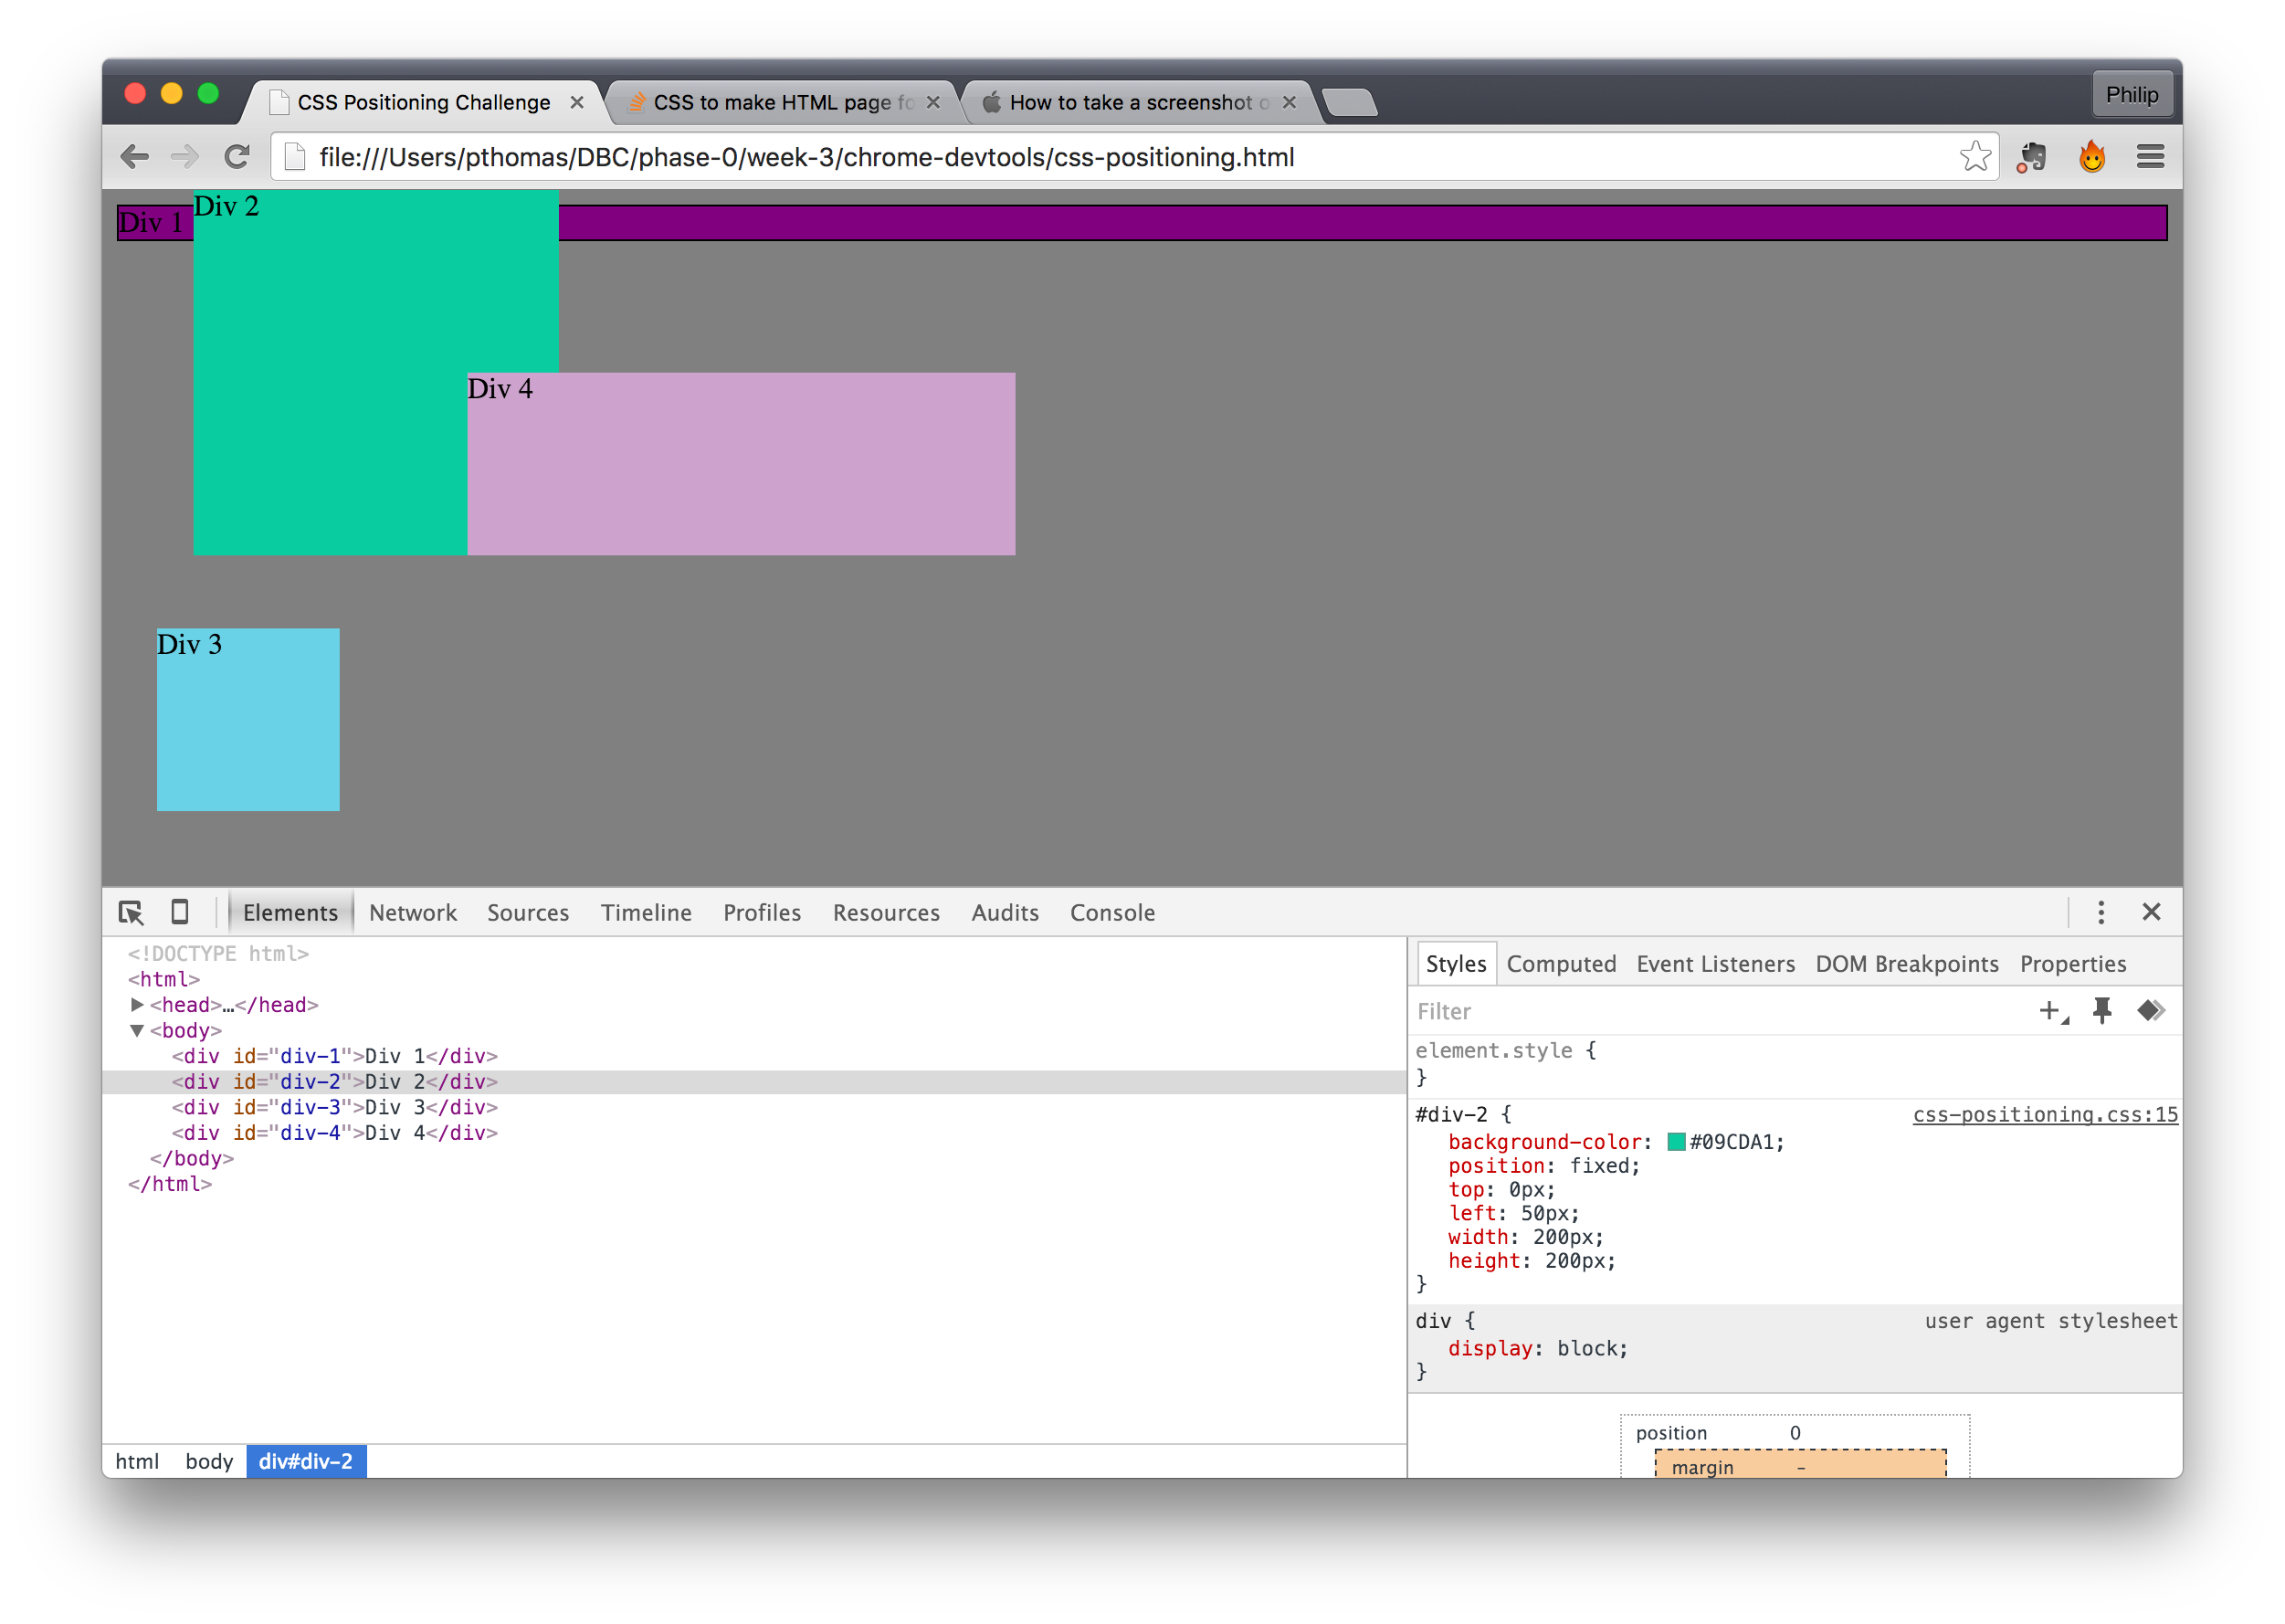 CSS Positioning Challenge
CSS to make HTML page fo
How to take a screenshot o
Philip
file:///Users/pthomas/DBC/phase-0/week-3/chrome-devtools/css-positioning.html
Div 1
Div 2
Div 4
Div 3
Elements Network Sources Timeline Profiles Resources Audits Console
<!DOCTYPE html>
<html>
<head>…</head>
<body>
<div id="div-1">Div 1</div>
<div id="div-2">Div 2</div>
<div id="div-3">Div 3</div>
<div id="div-4">Div 4</div>
</body>
</html>
html body div#div-2
Styles Computed Event Listeners DOM Breakpoints Properties
Filter
element.style {
}
#div-2 { css-positioning.css:15
background-color: #09CDA1;
position: fixed;
top: 0px;
left: 50px;
width: 200px;
height: 200px;
}
div { user agent stylesheet
display: block;
}
position 0
margin -